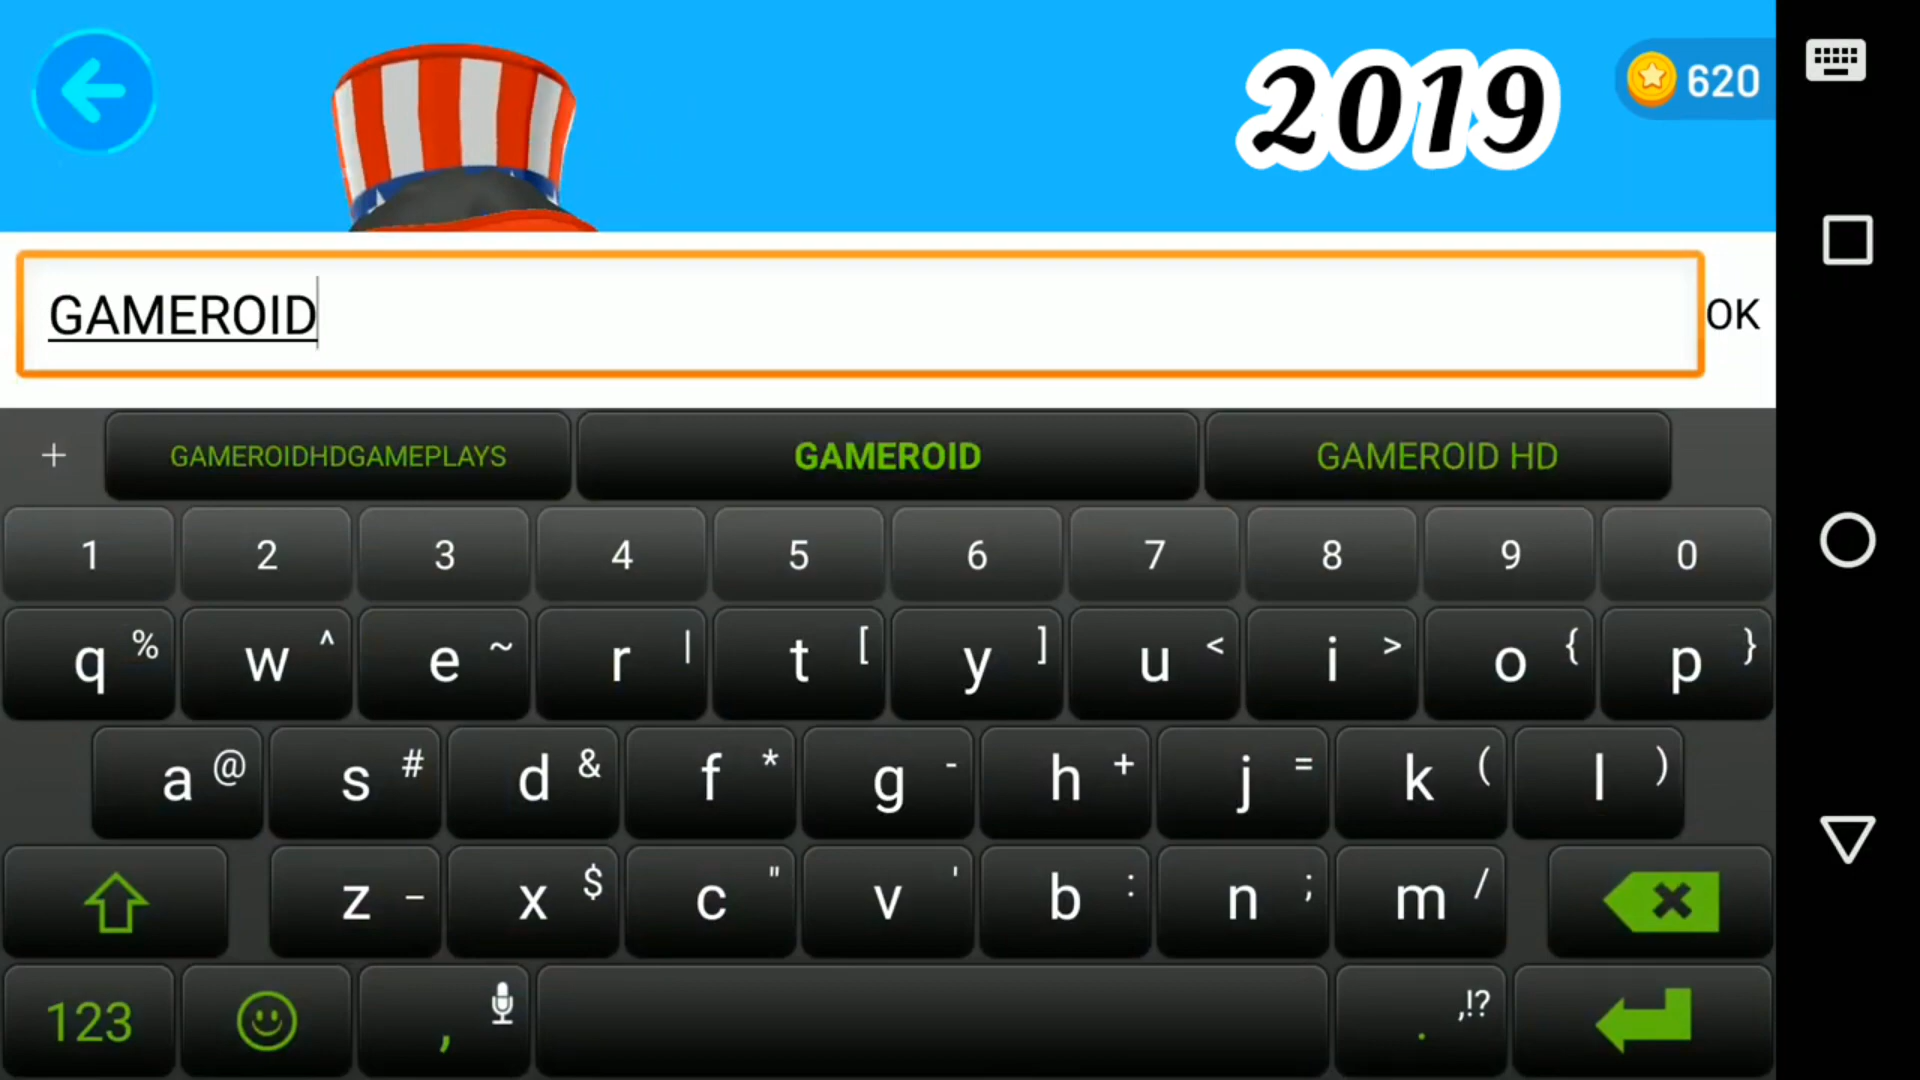 2019
620
GAMEROID
OK
+ GAMEROIDHDGAMEPLAYS GAMEROID GAMEROID HD
1 2 3 4 5 6 7 8 9 0
q % w ^ e ~ r | t [ y ] u < i > o { p }
a @ s # d & f * g - h + j = k ( l )
z _ x $ c " v ' b : n ; m /
123 , . ,!?